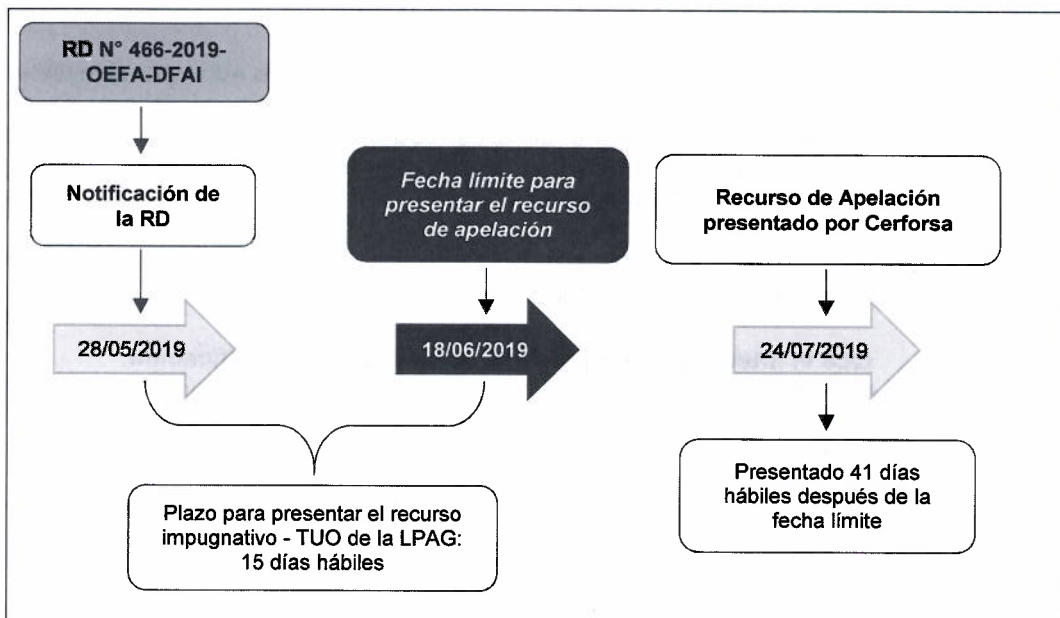 RD N° 466-2019-
OEFA-DFAI
Notificación de
la RD
Fecha límite para
presentar el recurso
de apelación
Recurso de Apelación
presentado por Cerforsa
28/05/2019
18/06/2019
24/07/2019
Plazo para presentar el recurso
impugnativo - TUO de la LPAG:
15 días hábiles
Presentado 41 días
hábiles después de la
fecha límite